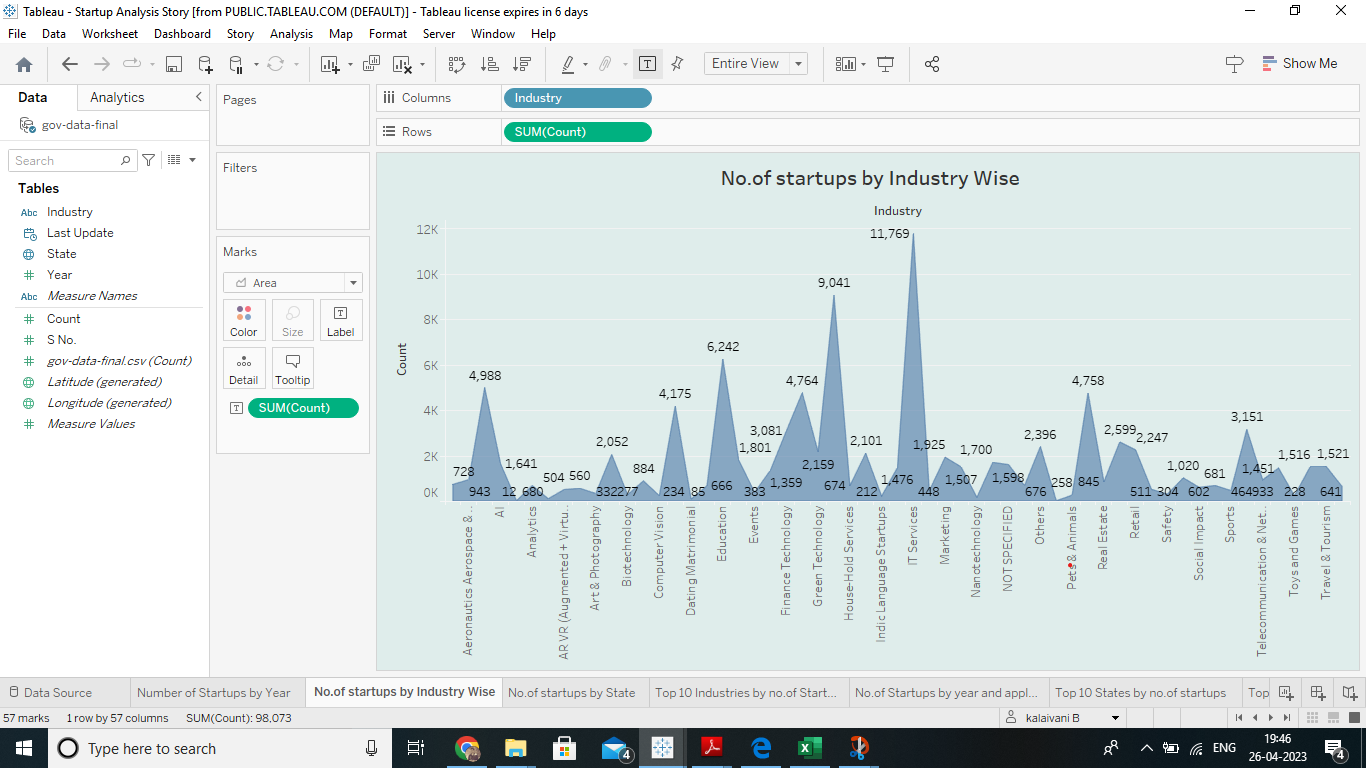 Tableau - Startup Analysis Story [from PUBLIC.TABLEAU.COM (DEFAULT)] - Tableau license expires in 6 days
File Data Worksheet Dashboard Story Analysis Map Format Server Window Help
Entire View Show Me
Data Analytics
gov-data-final
Search
Tables
Abc Industry
Last Update
State
Year
Abc Measure Names
Count
S No.
gov-data-final.csv (Count)
Latitude (generated)
Longitude (generated)
Measure Values
Pages
Filters
Marks
Area
Color Size Label
Detail Tooltip
SUM(Count)
Columns Industry
Rows SUM(Count)
No.of startups by Industry Wise
Industry
Count
12K
10K
8K
6K
4K
2K
0K
11,769
9,041
6,242
4,988 4,175 4,764 4,758
3,081 3,151
2,052 1,801 2,101 1,925 1,700 2,396 2,599 2,247
1,641 504 560 884 2,159 1,476 1,507 1,598 1,020 681 1,451 1,516 1,521
728 943 12 680 332 277 234 85 666 383 1,359 674 212 448 676 258 845 511 304 602 464 933 228 641
Aeronautics Aerospace & ..
AI
Analytics
AR VR (Augmented + Virtu..
Art & Photography
Biotechnology
Computer Vision
Dating Matrimonial
Education
Events
Finance Technology
Green Technology
House-Hold Services
Indic Language Startups
IT Services
Marketing
Nanotechnology
NOT SPECIFIED
Others
Pets & Animals
Real Estate
Retail
Safety
Social Impact
Sports
Telecommunication & Net..
Toys and Games
Travel & Tourism
Data Source Number of Startups by Year No.of startups by Industry Wise No.of startups by State Top 10 Industries by no.of Start... No.of Startups by year and appl... Top 10 States by no.of startups Top
57 marks 1 row by 57 columns SUM(Count): 98,073 kalaivani B
Type here to search 4 ENG 19:46
26-04-2023 4